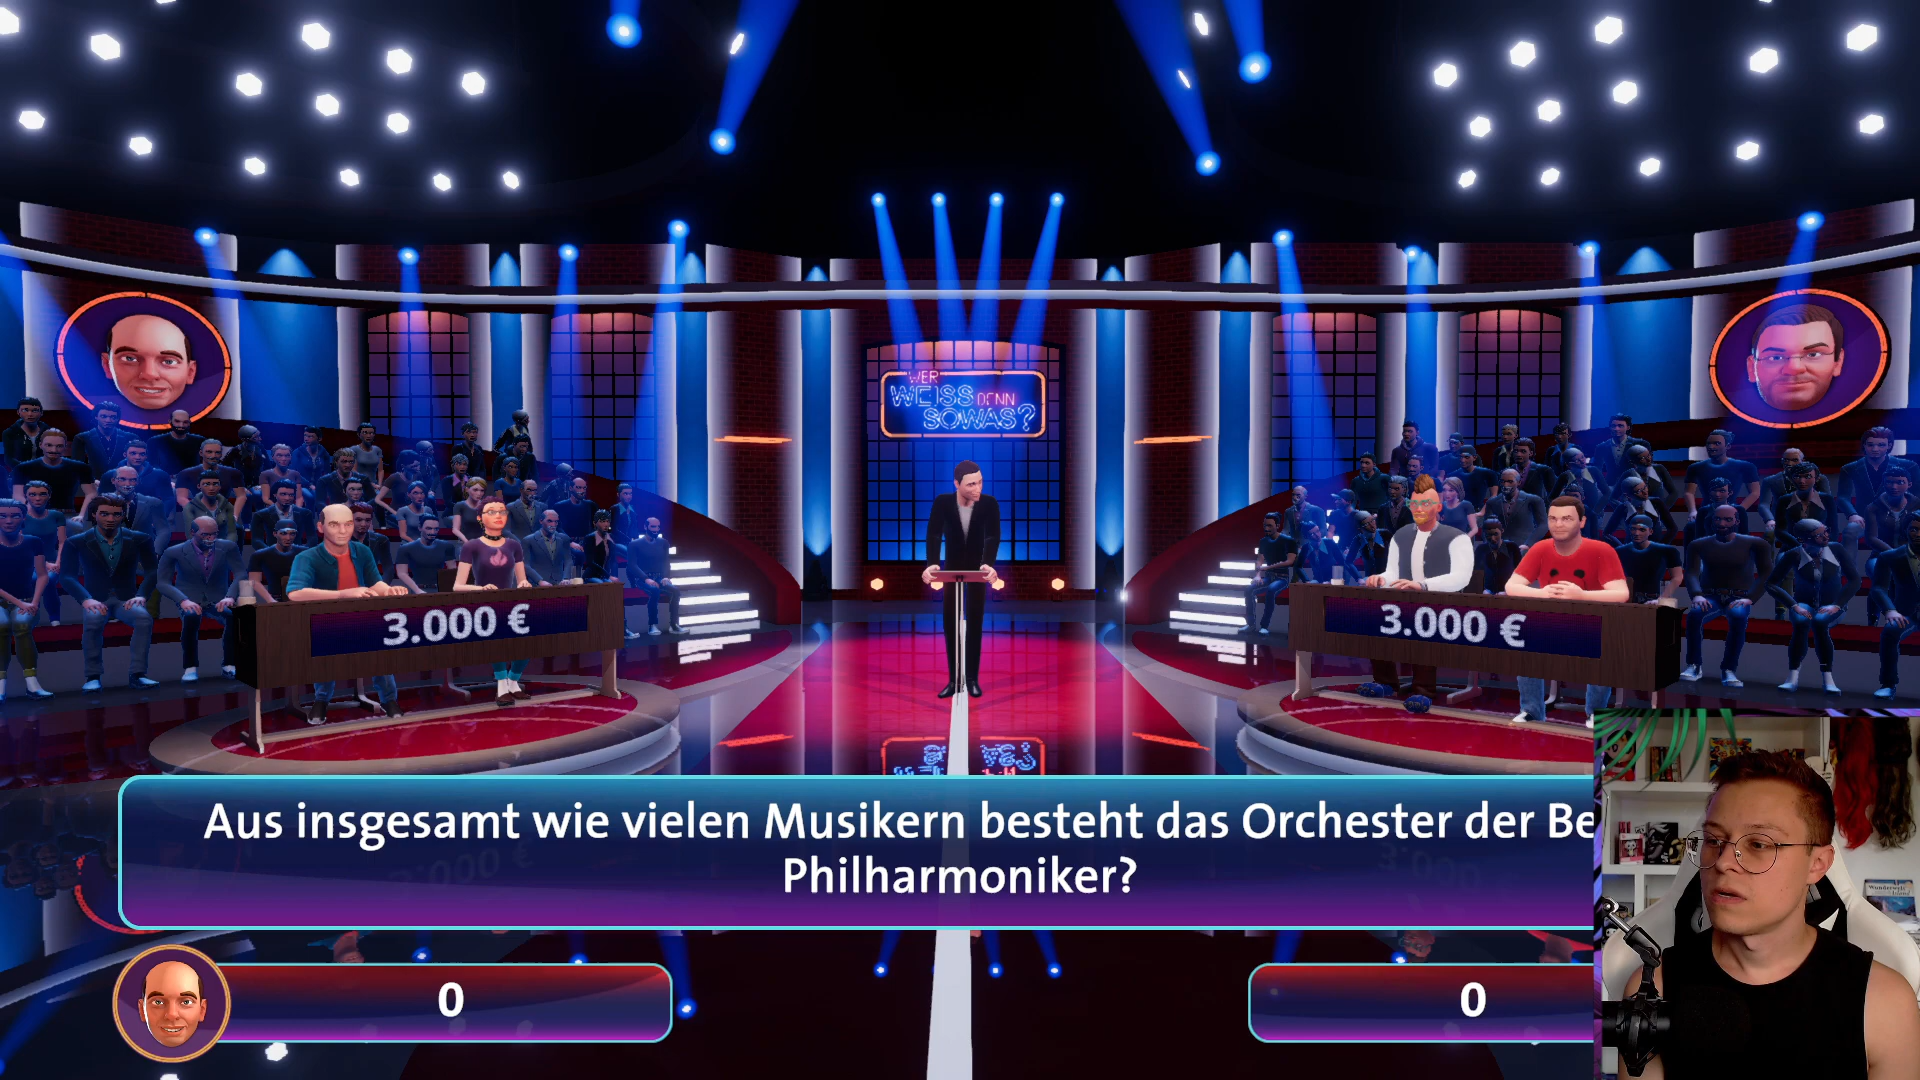 WER
WEISS DENN
SOWAS?
3.000 €
3.000 €
Aus insgesamt wie vielen Musikern besteht das Orchester der Be
Philharmoniker?
0
0